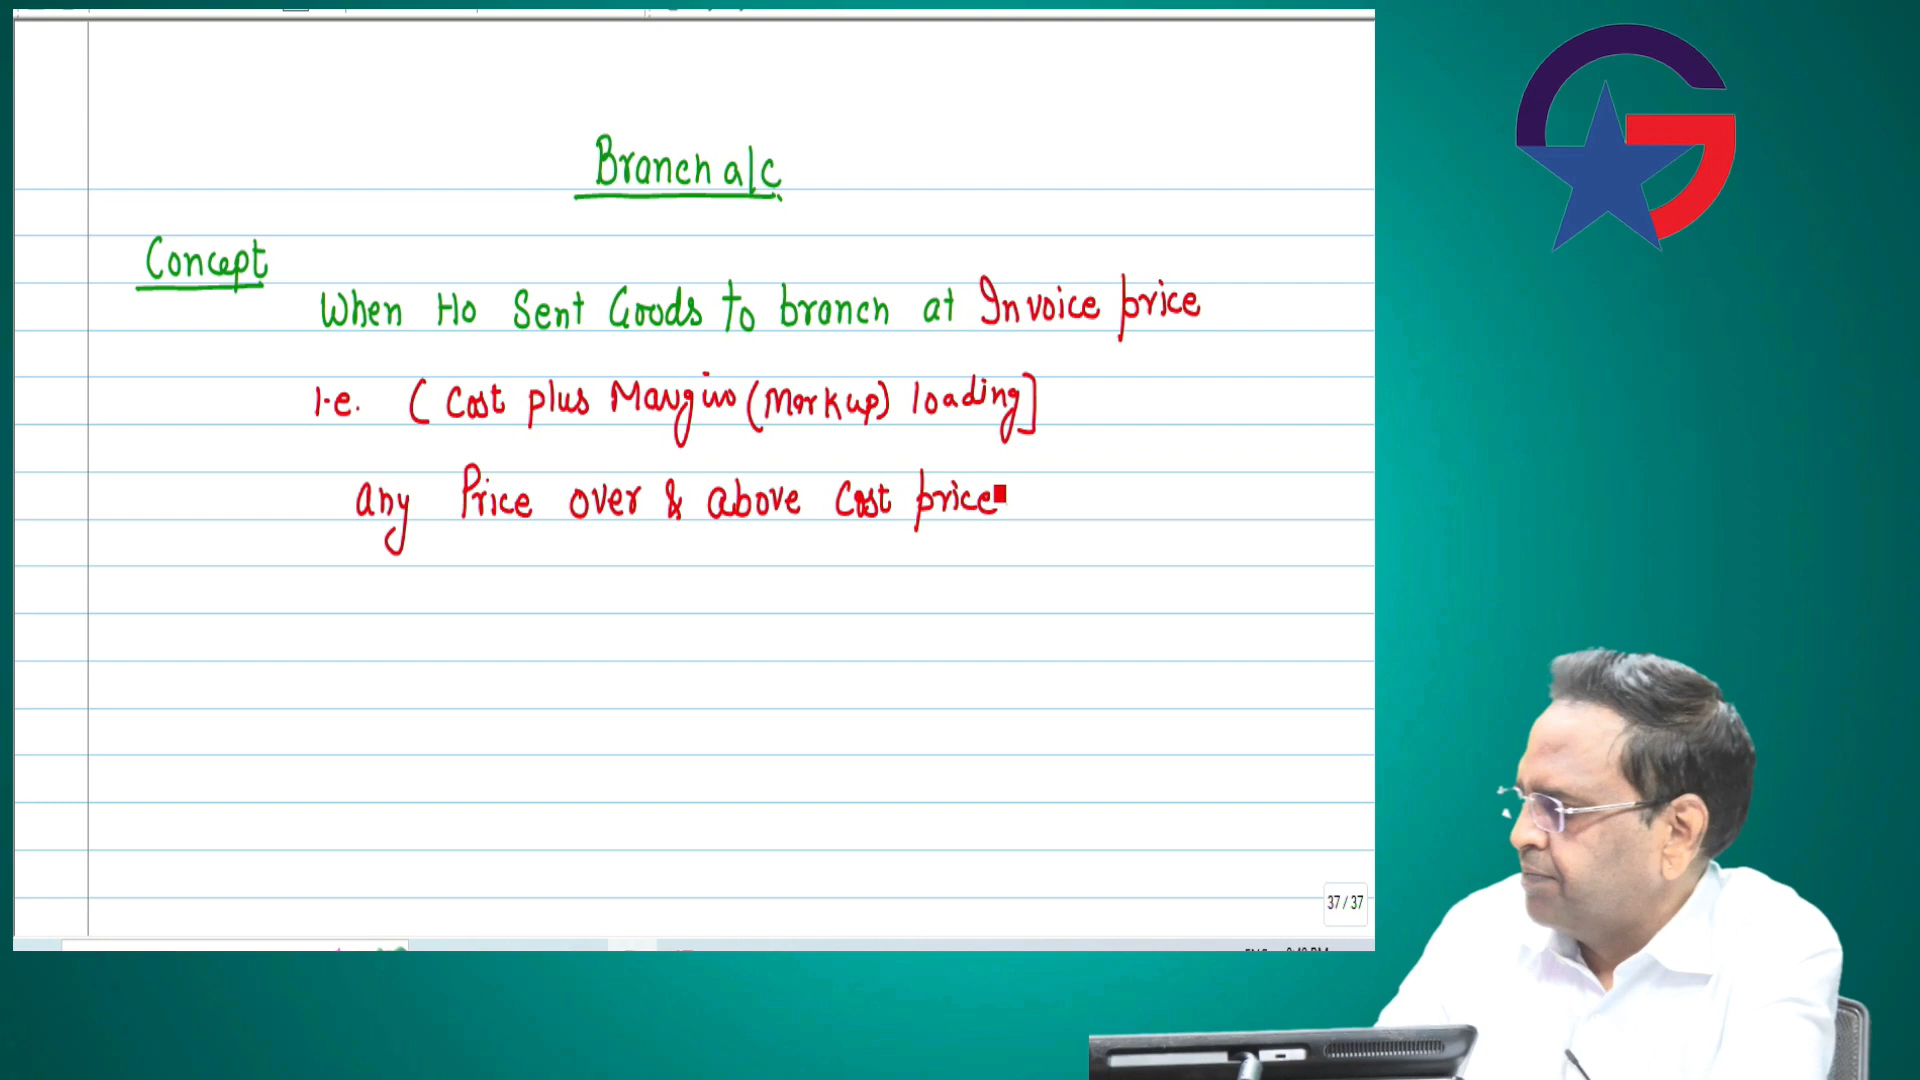 Branch a/c
Concept
When Ho Sent Goods to branch at Invoice price
i.e. ( Cost plus Margin (Markup) loading ]
any Price over & above Cost price
37 / 37